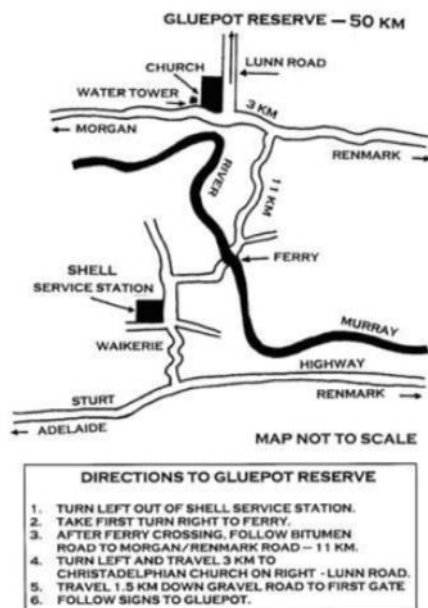 GLUEPOT RESERVE — 50 KM
CHURCH
LUNN ROAD
WATER TOWER
3 KM
MORGAN
RENMARK
RIVER
11 KM
FERRY
SHELL
SERVICE STATION
MURRAY
WAIKERIE
HIGHWAY
STURT
RENMARK
ADELAIDE
MAP NOT TO SCALE
DIRECTIONS TO GLUEPOT RESERVE
1. TURN LEFT OUT OF SHELL SERVICE STATION.
2. TAKE FIRST TURN RIGHT TO FERRY.
3. AFTER FERRY CROSSING, FOLLOW BITUMEN
ROAD TO MORGAN/RENMARK ROAD — 11 KM.
4. TURN LEFT AND TRAVEL 3 KM TO
CHRISTADELPHIAN CHURCH ON RIGHT - LUNN ROAD.
5. TRAVEL 1.5 KM DOWN GRAVEL ROAD TO FIRST GATE
6. FOLLOW SIGNS TO GLUEPOT.